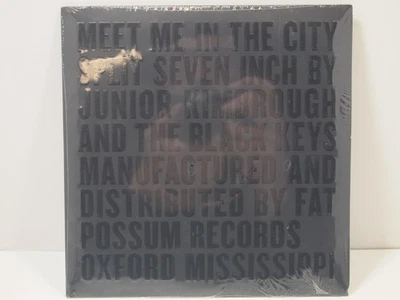 MEET ME IN THE CITY
SEVEN INCH BY
JUNIOR KIMBROUGH
AND THE BLACK KEYS
MANUFACTURED AND
DISTRIBUTED BY FAT
POSSUM RECORDS
OXFORD MISSISSIPPI